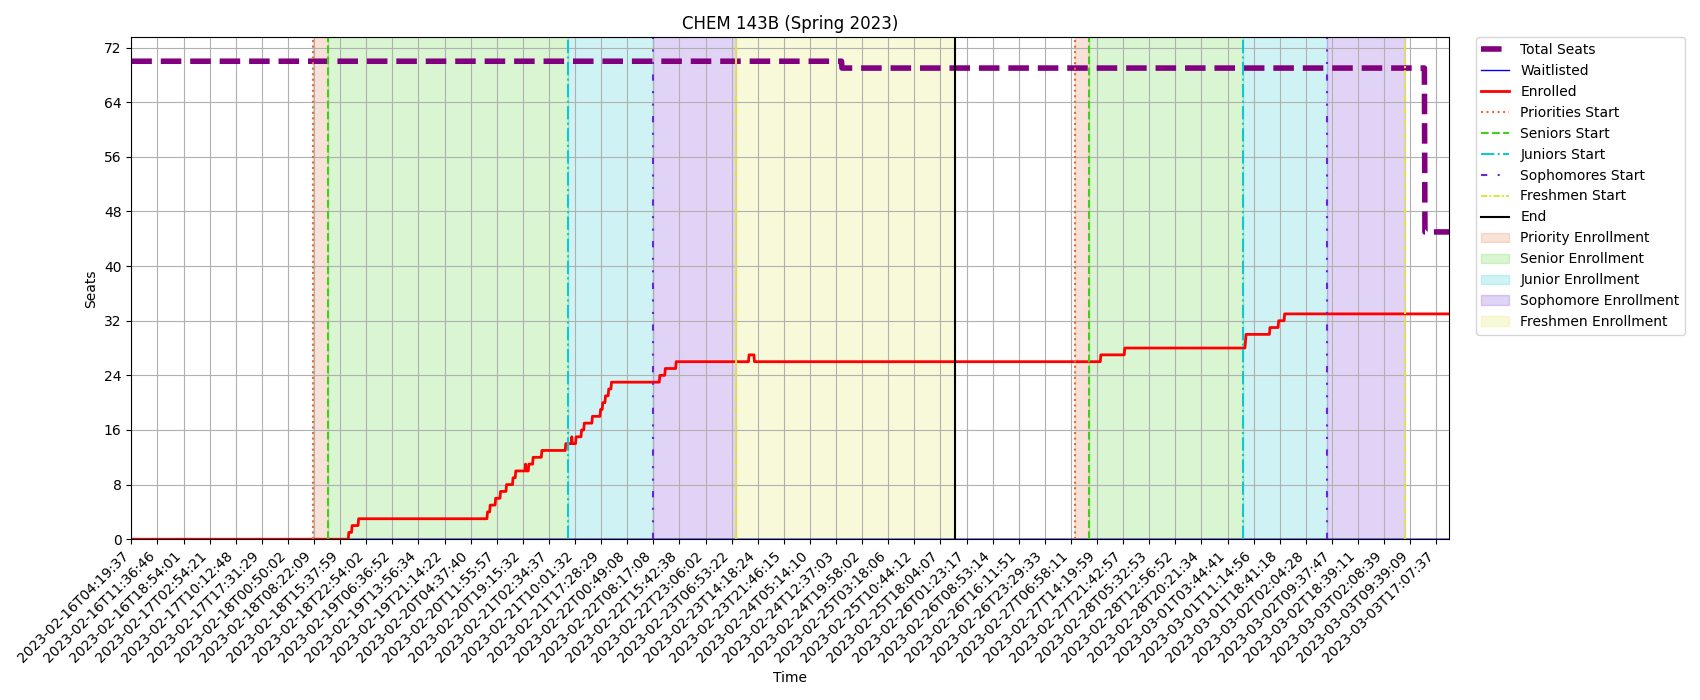 CHEM 143B (Spring 2023)
Seats
72
64
56
48
40
32
24
16
8
0
2023-02-16T04:19:37
2023-02-16T11:36:46
2023-02-16T18:54:01
2023-02-17T02:54:21
2023-02-17T10:12:48
2023-02-17T17:31:29
2023-02-18T00:50:02
2023-02-18T08:22:09
2023-02-18T15:37:59
2023-02-18T22:54:02
2023-02-19T06:36:52
2023-02-19T13:56:34
2023-02-19T21:14:22
2023-02-20T04:37:40
2023-02-20T11:55:57
2023-02-20T19:15:32
2023-02-21T02:34:37
2023-02-21T10:01:32
2023-02-21T17:28:29
2023-02-22T00:49:08
2023-02-22T08:17:08
2023-02-22T15:42:38
2023-02-22T23:06:02
2023-02-23T06:53:22
2023-02-23T14:18:24
2023-02-23T21:46:15
2023-02-24T05:14:10
2023-02-24T12:37:03
2023-02-24T19:58:02
2023-02-25T03:18:06
2023-02-25T10:44:12
2023-02-25T18:04:07
2023-02-26T01:23:17
2023-02-26T08:53:14
2023-02-26T16:11:51
2023-02-26T23:29:33
2023-02-27T06:58:11
2023-02-27T14:19:59
2023-02-27T21:42:57
2023-02-28T05:32:53
2023-02-28T12:56:52
2023-02-28T20:21:34
2023-03-01T03:44:41
2023-03-01T11:14:56
2023-03-01T18:41:18
2023-03-02T02:04:28
2023-03-02T09:37:47
2023-03-02T18:39:11
2023-03-03T02:08:39
2023-03-03T09:39:09
2023-03-03T17:07:37
Time
Total Seats
Waitlisted
Enrolled
Priorities Start
Seniors Start
Juniors Start
Sophomores Start
Freshmen Start
End
Priority Enrollment
Senior Enrollment
Junior Enrollment
Sophomore Enrollment
Freshmen Enrollment